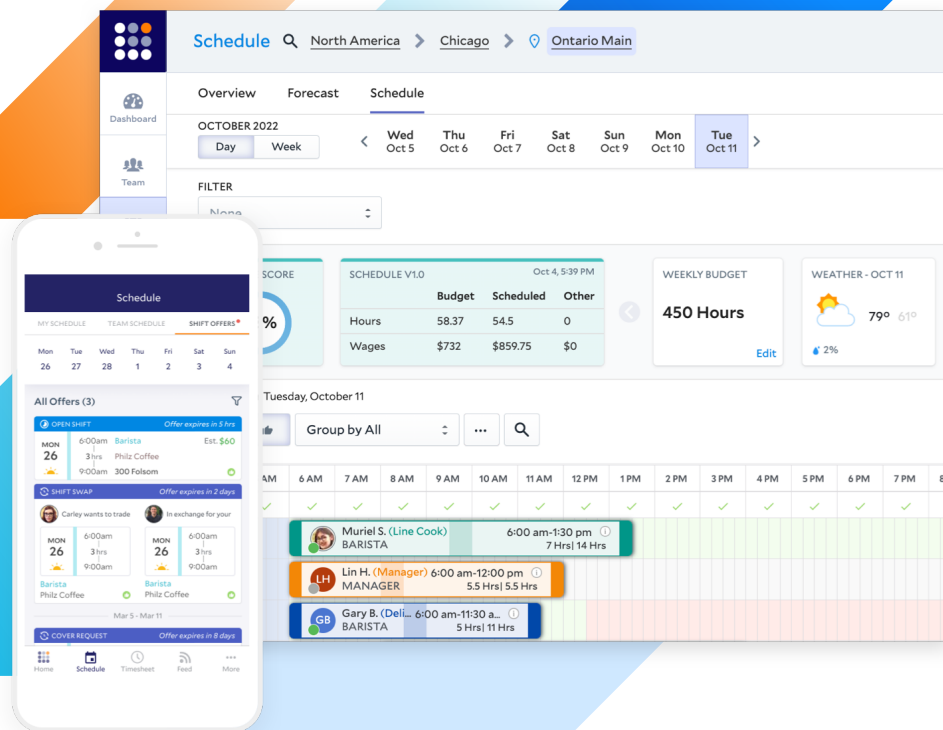 Schedule North America Chicago Ontario Main
Dashboard
Team
Overview Forecast Schedule
OCTOBER 2022
Day Week
Wed Thu Fri Sat Sun Mon Tue
Oct 5 Oct 6 Oct 7 Oct 8 Oct 9 Oct 10 Oct 11
FILTER
None
SCORE
%
SCHEDULE V1.0 Oct 4, 5:39 PM
Budget Scheduled Other
Hours 58.37 54.5 0
Wages $732 $859.75 $0
WEEKLY BUDGET
450 Hours
Edit
WEATHER - OCT 11
79º 61º
2%
Tuesday, October 11
Group by All ...
AM 6 AM 7 AM 8 AM 9 AM 10 AM 11 AM 12 PM 1 PM 2 PM 3 PM 4 PM 5 PM 6 PM 7 PM 8
Muriel S. (Line Cook) 6:00 am-1:30 pm
BARISTA 7 Hrs| 14 Hrs
LH Lin H. (Manager) 6:00 am-12:00 pm
MANAGER 5.5 Hrs| 5.5 Hrs
GB Gary B. (Deli... 6:00 am-11:30 a...
BARISTA 5 Hrs| 11 Hrs
Schedule
MY SCHEDULE TEAM SCHEDULE SHIFT OFFERS
Mon Tue Wed Thu Fri Sat Sun
26 27 28 1 2 3 4
All Offers (3)
OPEN SHIFT Offer expires in 5 hrs
MON 26
6:00am Barista Est. $60
3 hrs Philz Coffee
9:00am 300 Folsom
SHIFT SWAP Offer expires in 2 days
Carley wants to trade In exchange for your
MON 26 6:00am 3 hrs 9:00am
MON 26 6:00am 3 hrs 9:00am
Barista Barista
Philz Coffee Philz Coffee
Mar 5 - Mar 11
COVER REQUEST Offer expires in 8 days
Home Schedule Timesheet Feed More